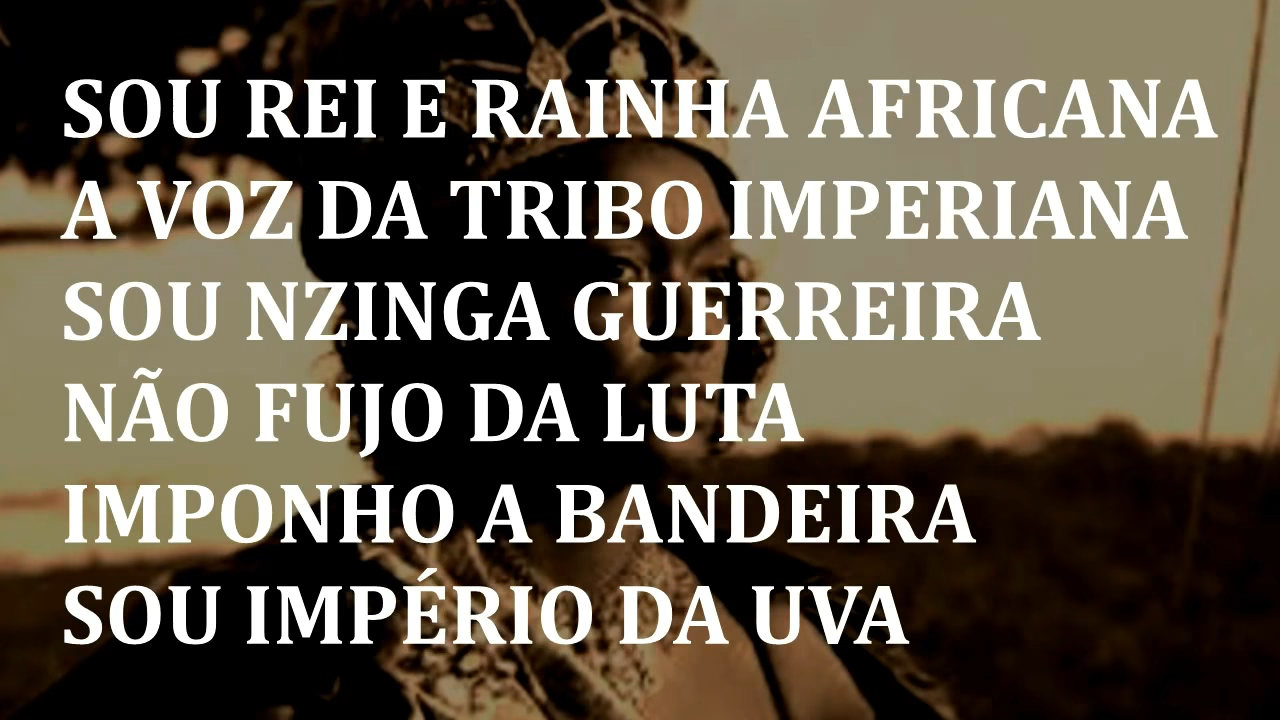 SOU REI E RAINHA AFRICANA
A VOZ DA TRIBO IMPERIANA
SOU NZINGA GUERREIRA
NÃO FUJO DA LUTA
IMPONHO A BANDEIRA
SOU IMPÉRIO DA UVA